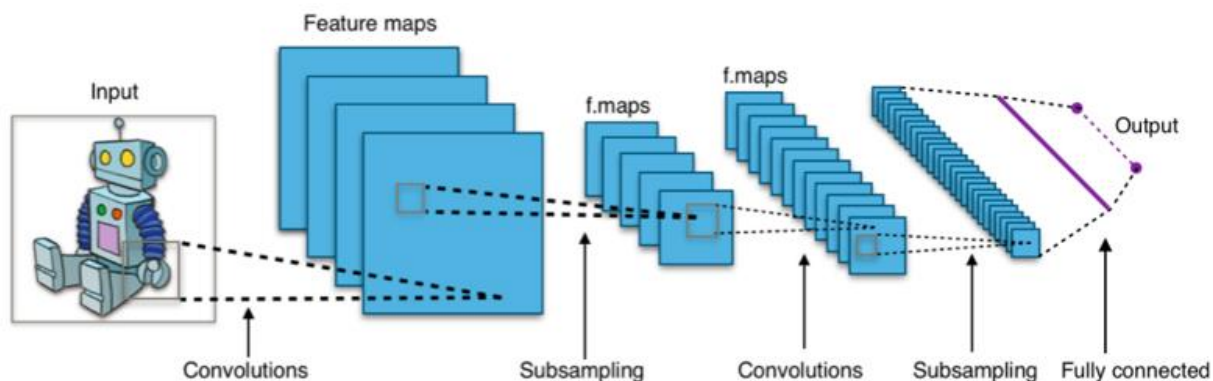 Feature maps
f.maps
Input
f.maps
Output
Convolutions
Subsampling
Convolutions
Subsampling
Fully connected